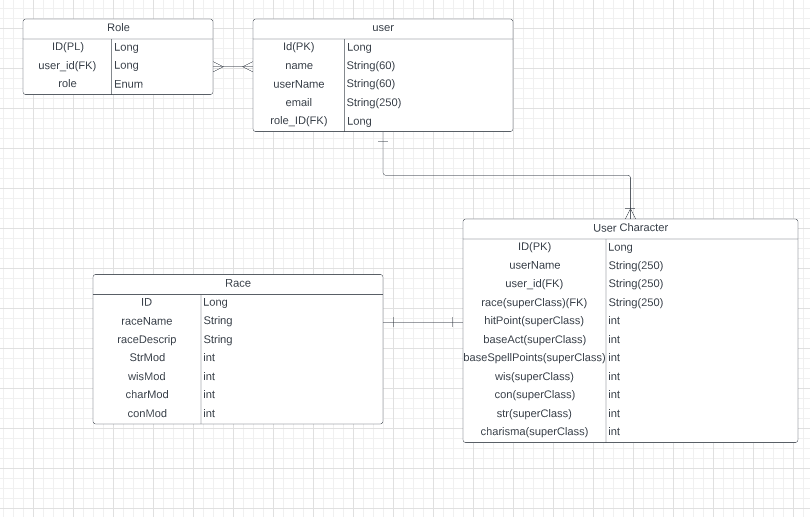 Role
ID(PL) Long
user_id(FK) Long
role Enum
user
Id(PK) Long
name String(60)
userName String(60)
email String(250)
role_ID(FK) Long
User Character
ID(PK) Long
userName String(250)
user_id(FK) String(250)
race(superClass)(FK) String(250)
hitPoint(superClass) int
baseAct(superClass) int
baseSpellPoints(superClass) int
wis(superClass) int
con(superClass) int
str(superClass) int
charisma(superClass) int
Race
ID Long
raceName String
raceDescrip String
StrMod int
wisMod int
charMod int
conMod int